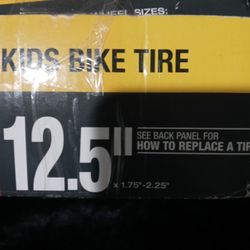 WHEEL SIZES:
KIDS BIKE TIRE
12.5"
SEE BACK PANEL FOR
HOW TO REPLACE A TIR
x 1.75"-2.25"